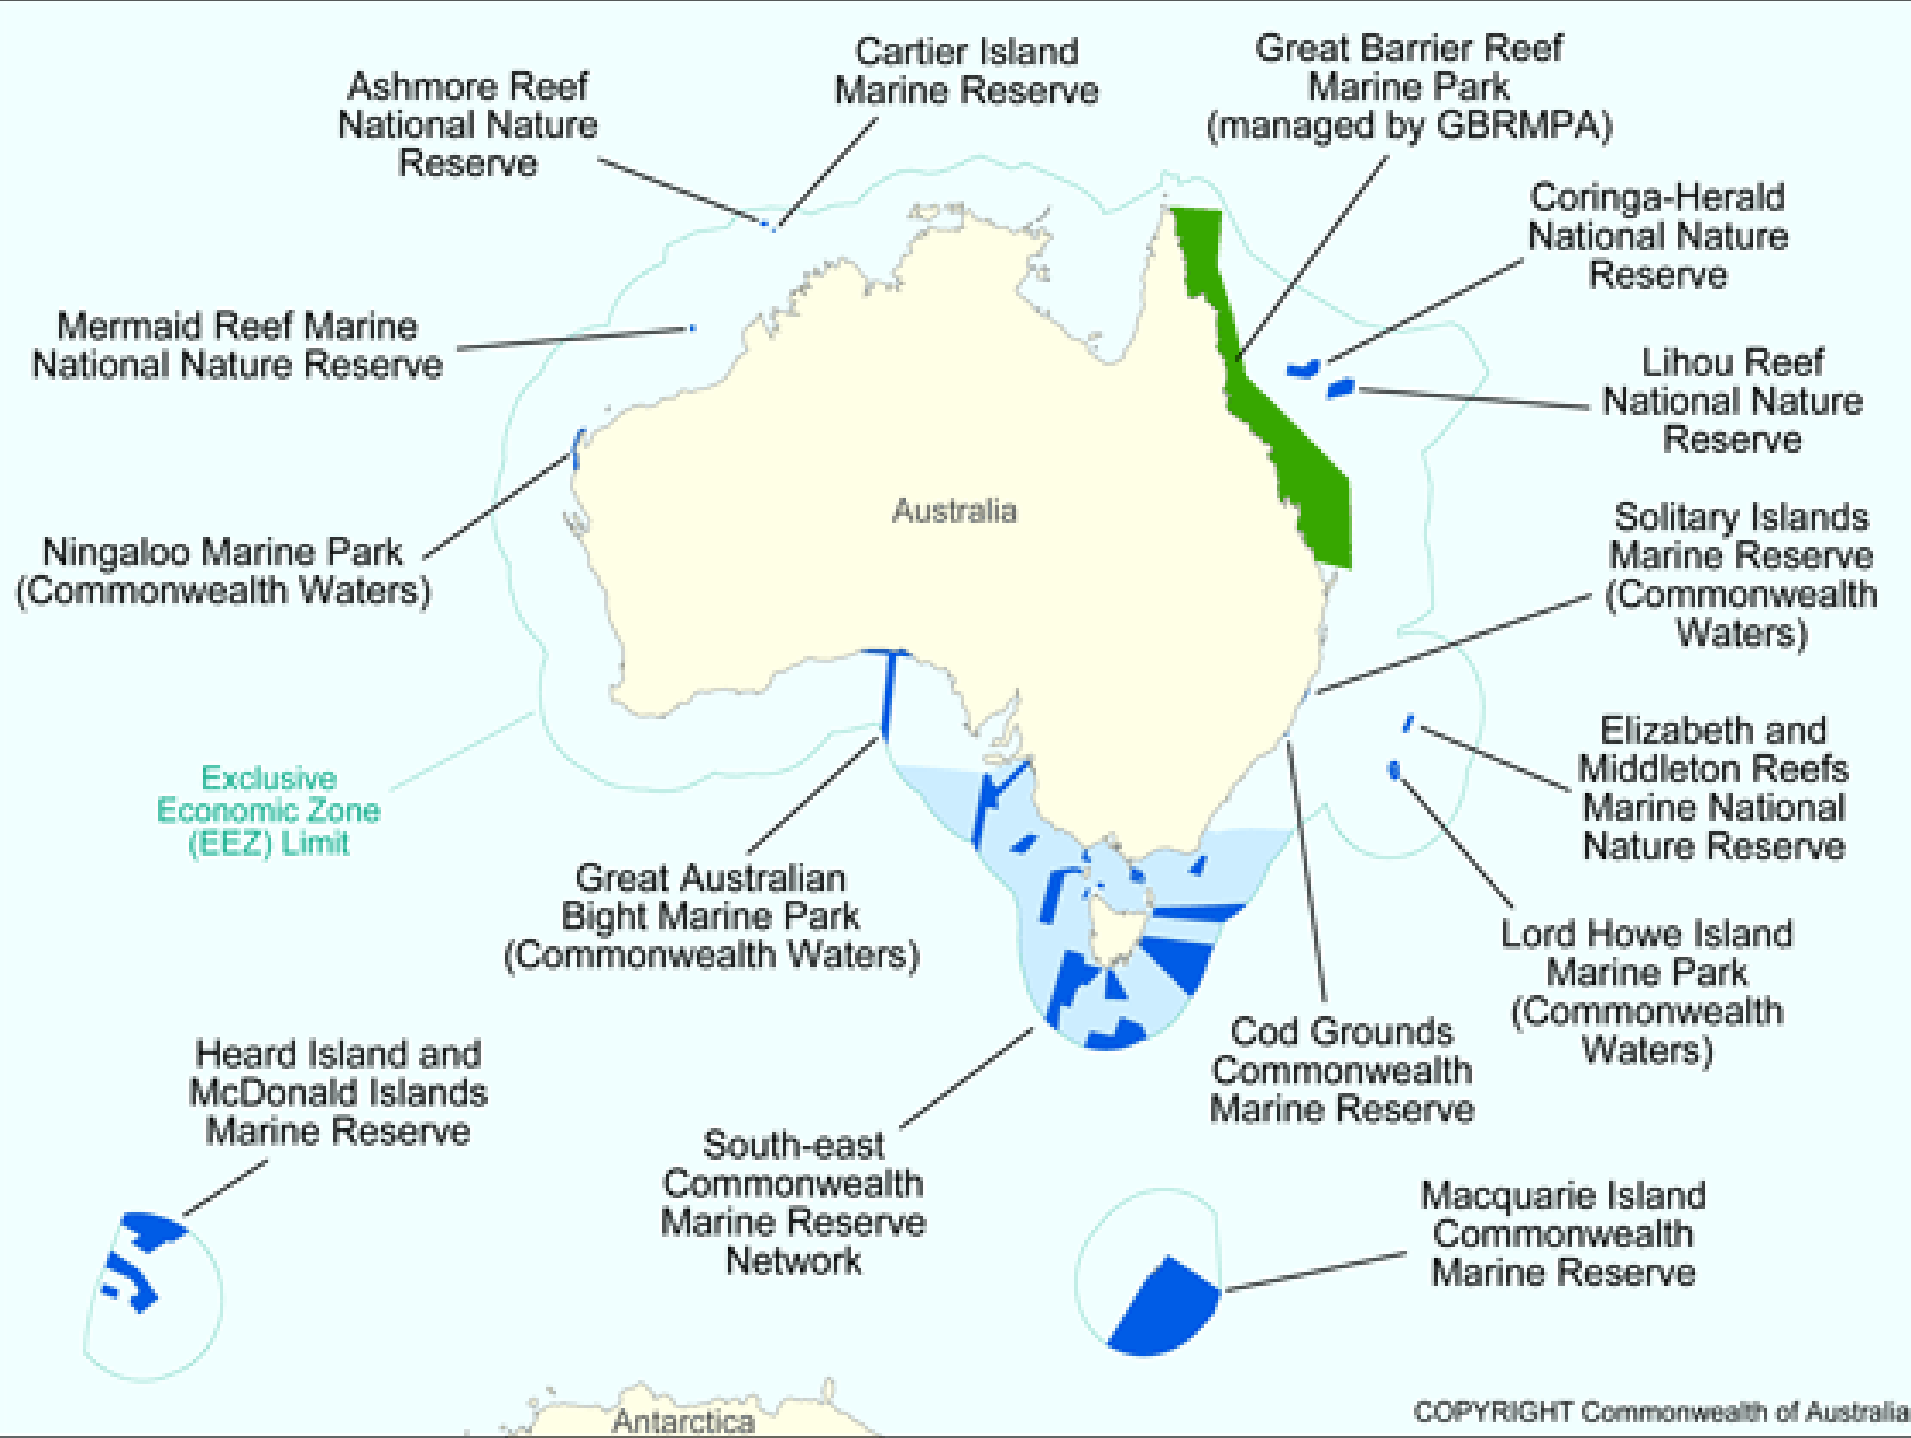 Cartier Island
Marine Reserve
Great Barrier Reef
Marine Park
(managed by GBRMPA)
Ashmore Reef
National Nature
Reserve
Coringa-Herald
National Nature
Reserve
Mermaid Reef Marine
National Nature Reserve
Lihou Reef
National Nature
Reserve
Australia
Solitary Islands
Marine Reserve
(Commonwealth
Waters)
Ningaloo Marine Park
(Commonwealth Waters)
Elizabeth and
Middleton Reefs
Marine National
Nature Reserve
Exclusive
Economic Zone
(EEZ) Limit
Great Australian
Bight Marine Park
(Commonwealth Waters)
Lord Howe Island
Marine Park
(Commonwealth
Waters)
Cod Grounds
Commonwealth
Marine Reserve
Heard Island and
McDonald Islands
Marine Reserve
South-east
Commonwealth
Marine Reserve
Network
Macquarie Island
Commonwealth
Marine Reserve
Antarctica
COPYRIGHT Commonwealth of Australia